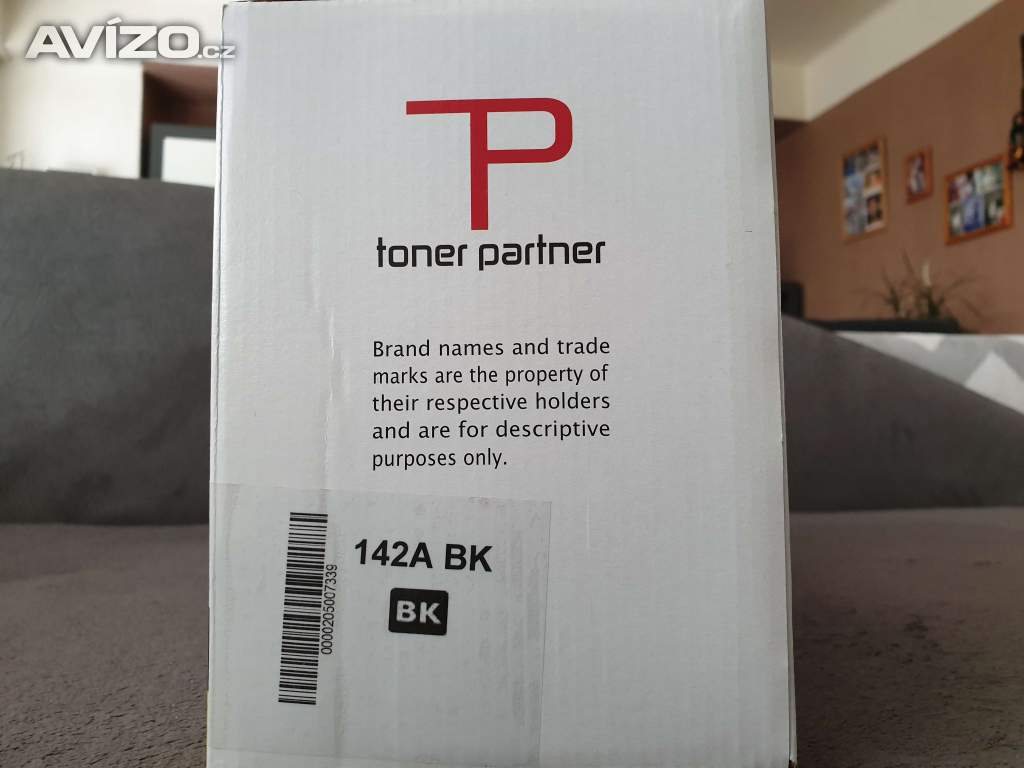 AVÍZO.cz
TP
toner partner
Brand names and trade
marks are the property of
their respective holders
and are for descriptive
purposes only.
142A BK
BK
0000205007339